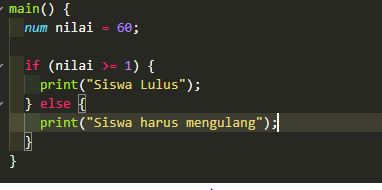 main() {
  num nilai = 60;

  if (nilai >= 1) {
    print("Siswa Lulus");
  } else {
    print("Siswa harus mengulang");
  }
}